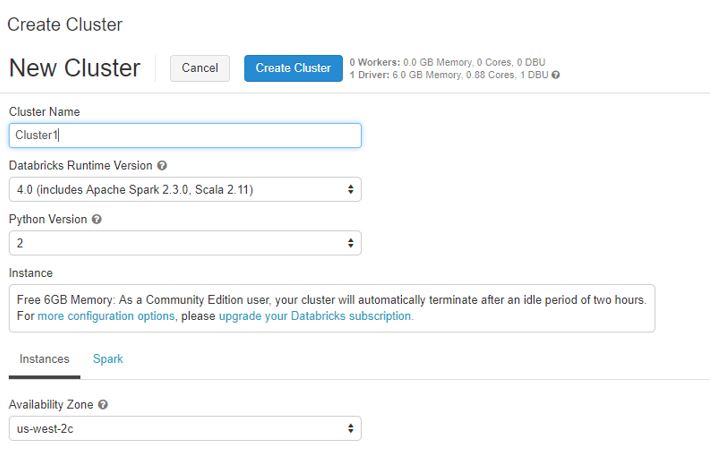 Create Cluster
New Cluster
Cancel
Create Cluster
0 Workers: 0.0 GB Memory, 0 Cores, 0 DBU
1 Driver: 6.0 GB Memory, 0.88 Cores, 1 DBU ?
Cluster Name
Cluster1
Databricks Runtime Version ?
4.0 (includes Apache Spark 2.3.0, Scala 2.11)
Python Version ?
2
Instance
Free 6GB Memory: As a Community Edition user, your cluster will automatically terminate after an idle period of two hours.
For more configuration options, please upgrade your Databricks subscription.
Instances
Spark
Availability Zone ?
us-west-2c